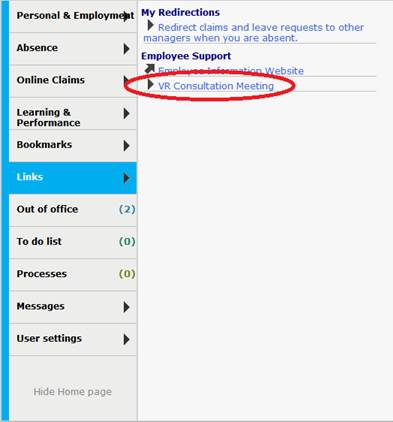 Personal & Employment
Absence
Online Claims
Learning &
Performance
Bookmarks
Links
Out of office (2)
To do list (0)
Processes (0)
Messages
User settings
Hide Home page
My Redirections
Redirect claims and leave requests to other
managers when you are absent.
Employee Support
Employee Information Website
VR Consultation Meeting